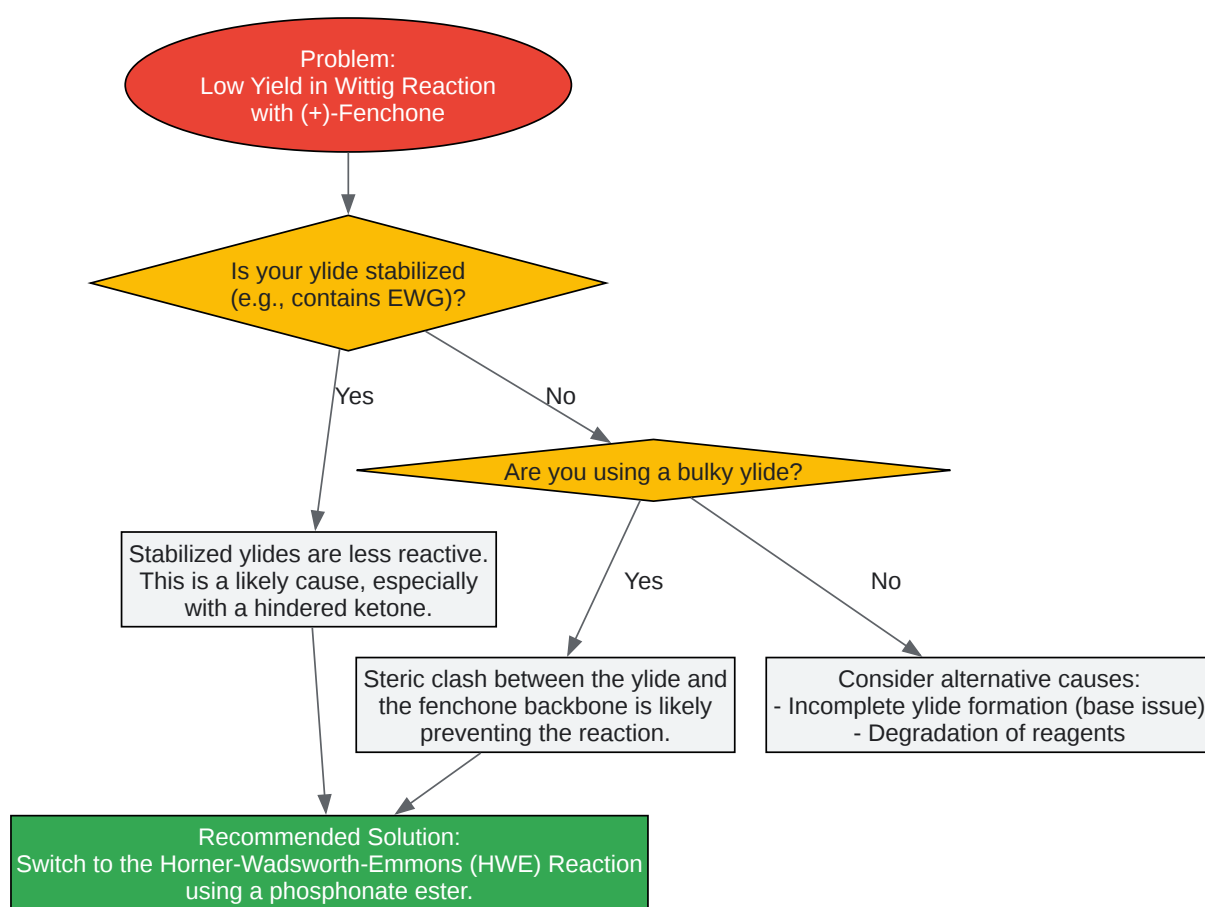 Problem:
Low Yield in Wittig Reaction
with (+)-Fenchone
Is your ylide stabilized
(e.g., contains EWG)?
Yes
No
Are you using a bulky ylide?
Stabilized ylides are less reactive.
This is a likely cause, especially
with a hindered ketone.
Yes
No
Steric clash between the ylide and
the fenchone backbone is likely
preventing the reaction.
Consider alternative causes:
- Incomplete ylide formation (base issue)
- Degradation of reagents
Recommended Solution:
Switch to the Horner-Wadsworth-Emmons (HWE) Reaction
using a phosphonate ester.